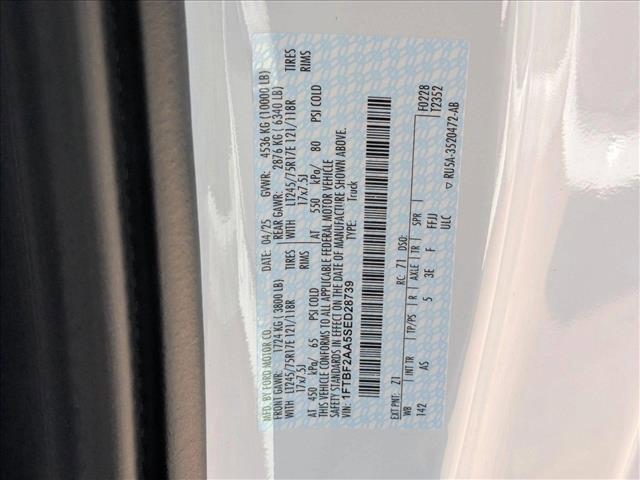 MFD. BY FORD MOTOR CO.
DATE: 04/25 GVWR: 4536 KG (10000 LB)
FRONT GAWR: 1724 KG ( 3800 LB) REAR GAWR: 2876 KG ( 6340 LB)
WITH LT245/75R17E 121/118R TIRES WITH LT245/75R17E 121/118R TIRES
17x7.5J RIMS 17x7.5J RIMS
AT 450 kPa/ 65 PSI COLD AT 550 kPa/ 80 PSI COLD
THIS VEHICLE CONFORMS TO ALL APPLICABLE FEDERAL MOTOR VEHICLE
SAFETY STANDARDS IN EFFECT ON THE DATE OF MANUFACTURE SHOWN ABOVE.
VIN: 1FTBF2AA5SED28739 TYPE: Truck
F0228
T2352
EXT PNT: Z1 RC: 71 DSO:
WB INT TR TP/PS R AXLE TR SPR
142 AS 5 3E F FFJJ
ULC
▽ RU5A-3520472-AB